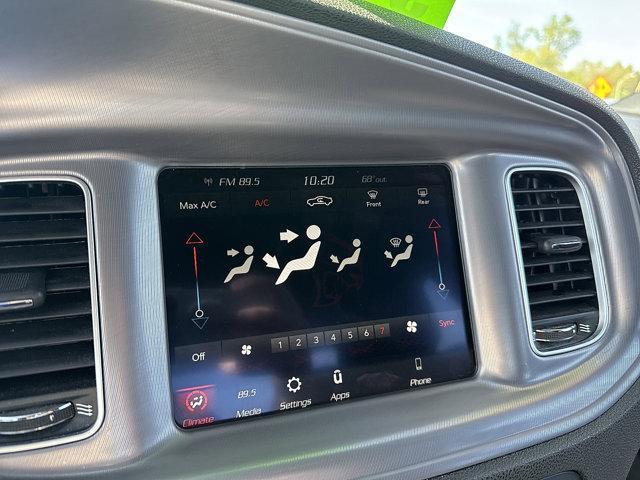 FM 89.5 10:20 68° out
Max A/C A/C Front Rear
Off 1 2 3 4 5 6 7 Sync
Climate 89.5 Media Settings Apps Phone